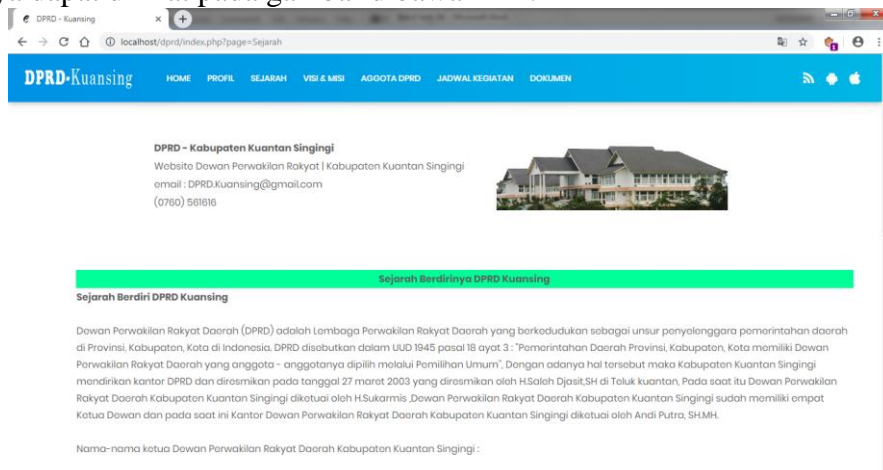 DPRD - Kuansing
localhost/dprd/index.php?page=Sejarah
DPRD-Kuansing HOME PROFIL SEJARAH VISI & MISI AGGOTA DPRD JADWAL KEGIATAN DOKUMEN
DPRD - Kabupaten Kuantan Singingi
Website Dewan Perwakilan Rakyat | Kabupaten Kuantan Singingi
email : DPRD.Kuansing@gmail.com
(0760) 561616
Sejarah Berdirinya DPRD Kuansing
Sejarah Berdiri DPRD Kuansing
Dewan Perwakilan Rakyat Daerah (DPRD) adalah Lembaga Perwakilan Rakyat Daerah yang berkedudukan sebagai unsur penyelenggara pemerintahan daerah
di Provinsi, Kabupaten, Kota di Indonesia. DPRD disebutkan dalam UUD 1945 pasal 18 ayat 3 : "Pemerintahan Daerah Provinsi, Kabupaten, Kota memiliki Dewan
Perwakilan Rakyat Daerah yang anggota - anggotanya dipilih melalui Pemilihan Umum", Dengan adanya hal tersebut maka Kabupaten Kuantan Singingi
mendirikan kantor DPRD dan diresmikan pada tanggal 27 maret 2003 yang diresmikan oleh H.Saleh Djasit,SH di Teluk kuantan, Pada saat itu Dewan Perwakilan
Rakyat Daerah Kabupaten Kuantan Singingi diketuai oleh H.Sukarmis ,Dewan Perwakilan Rakyat Daerah Kabupaten Kuantan Singingi sudah memiliki empat
Ketua Dewan dan pada saat ini Kantor Dewan Perwakilan Rakyat Daerah Kabupaten Kuantan Singingi diketuai oleh Andi Putra, SH.MH.
Nama-nama ketua Dewan Perwakilan Rakyat Daerah Kabupaten Kuantan Singingi :